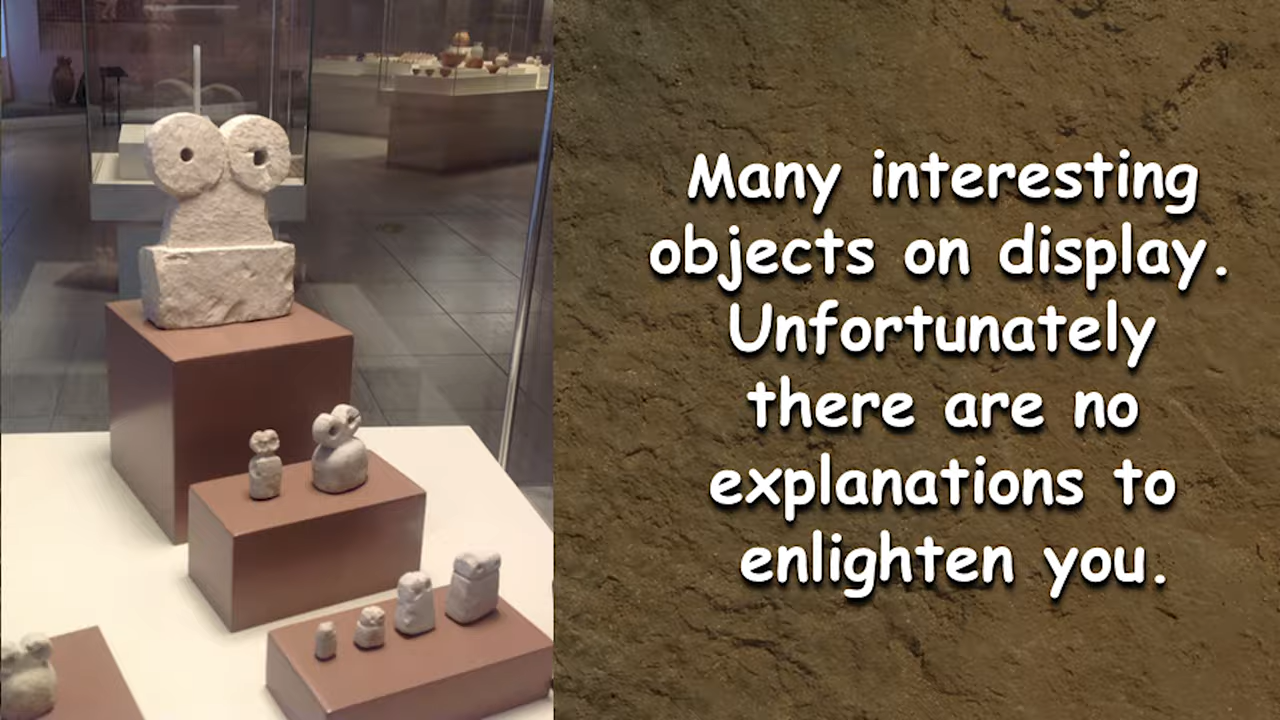 Many interesting
objects on display.
Unfortunately
there are no
explanations to
enlighten you.